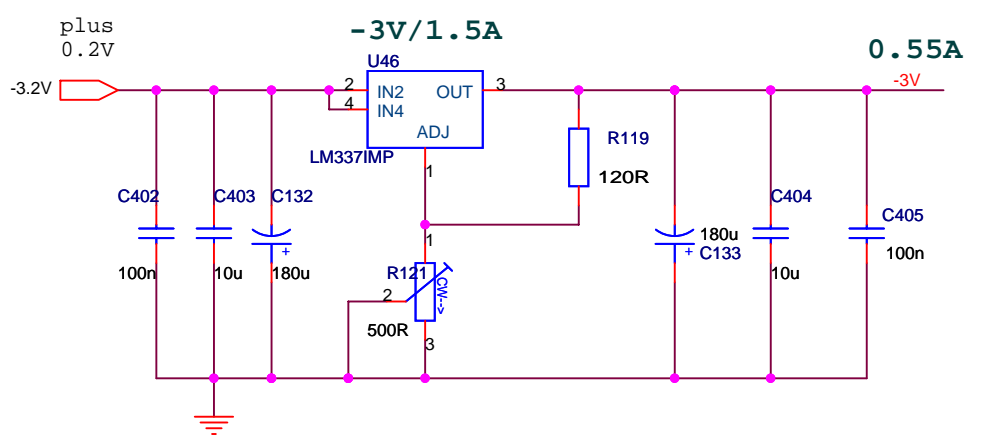 plus
0.2V
-3V/1.5A
0.55A
U46
-3.2V
2
IN2
OUT
3
-3V
4
IN4
ADJ
LM337IMP
1
R119
120R
C402
C403
C132
C404
C405
1
180u
+
+
C133
100n
100n
10u
180u
R121
CW-->
10u
2
500R
3